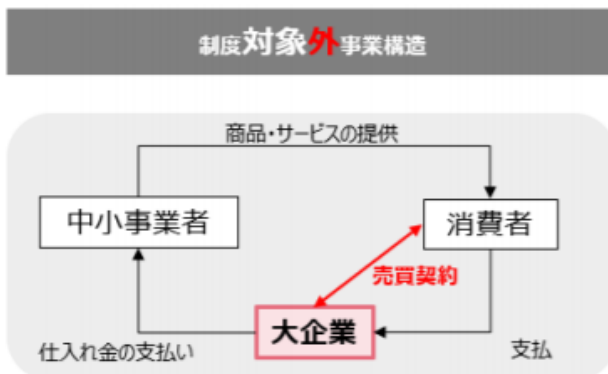 制度対象外事業構造
商品・サービスの提供
中小事業者
消費者
売買契約
大企業
仕入れ金の支払い
支払